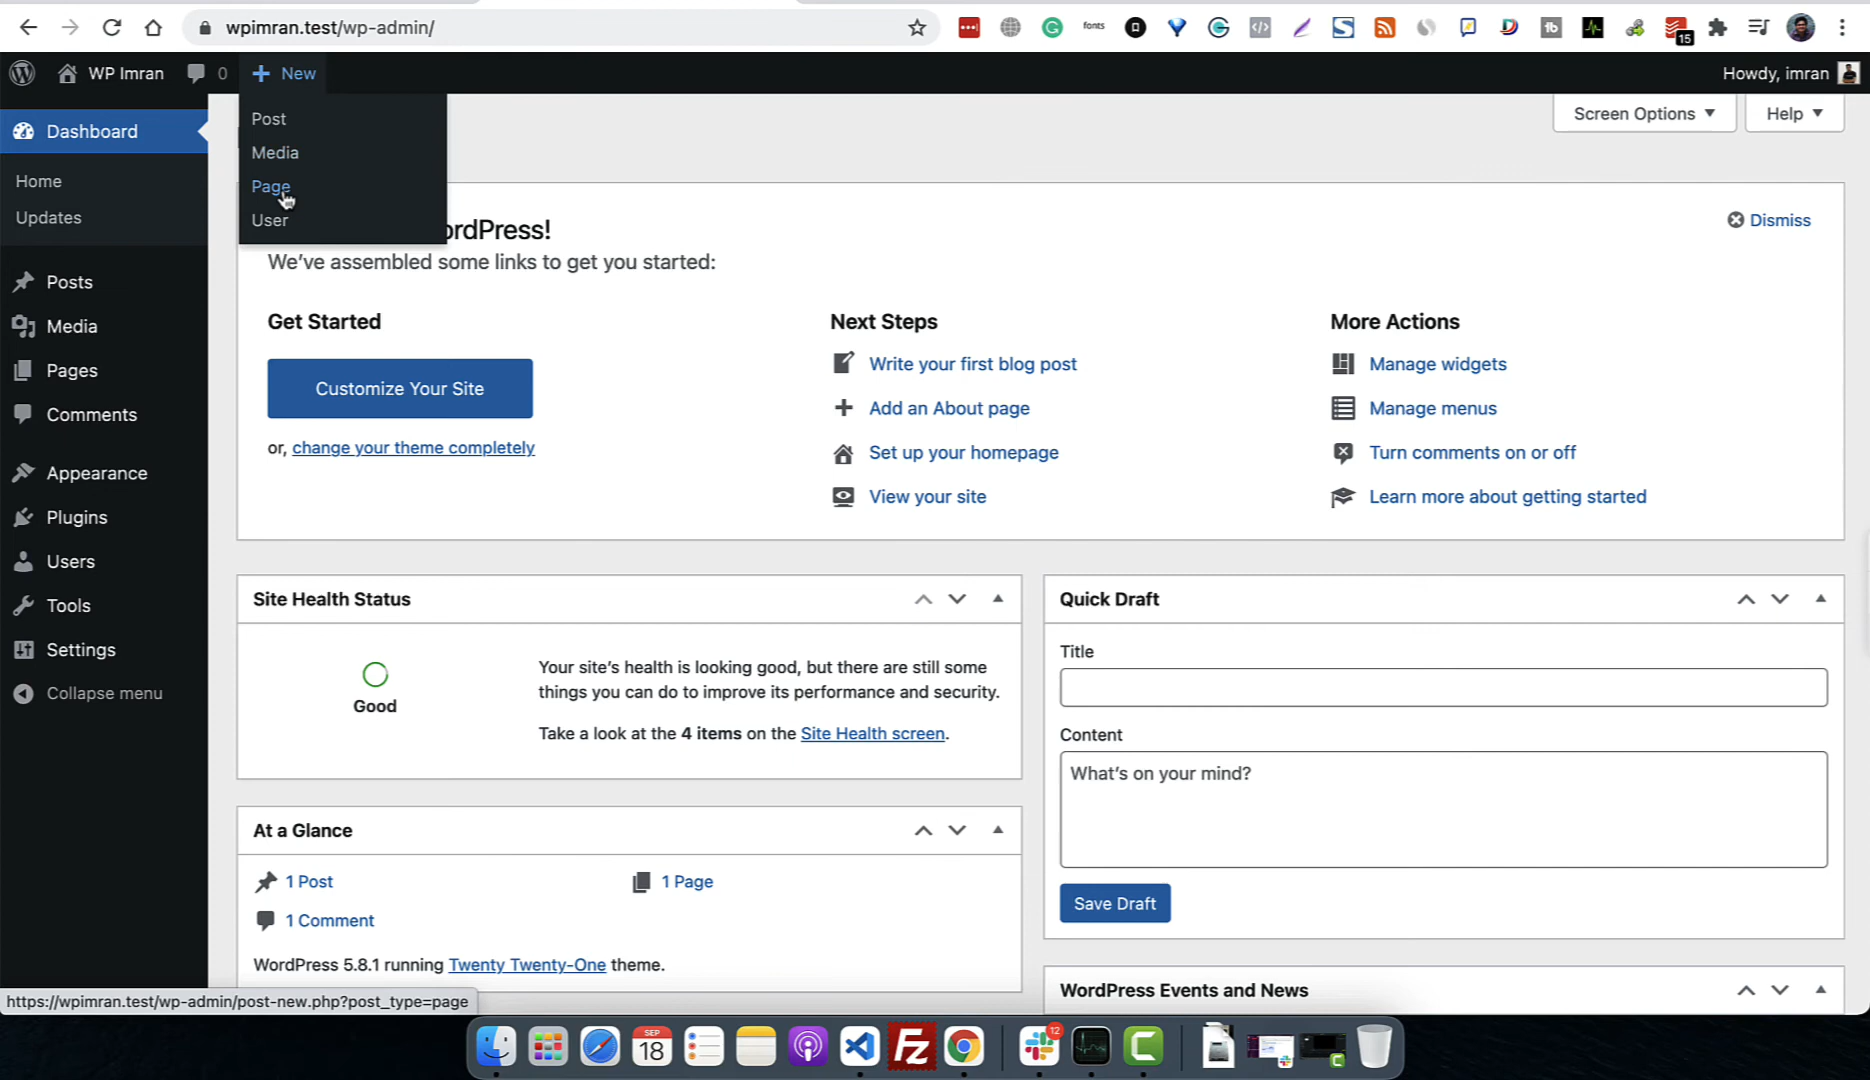 wpimran.test/wp-admin/
fonts
15
WP Imran
0
+ New
Howdy, imran
Post
Media
Page
User
Screen Options
Help
Dashboard
Home
Updates
Posts
Media
Pages
Comments
Appearance
Plugins
Users
Tools
Settings
Collapse menu
ordPress!
Dismiss
We've assembled some links to get you started:
Get Started
Customize Your Site
or, change your theme completely
Next Steps
Write your first blog post
Add an About page
Set up your homepage
View your site
More Actions
Manage widgets
Manage menus
Turn comments on or off
Learn more about getting started
Site Health Status
Good
Your site's health is looking good, but there are still some
things you can do to improve its performance and security.
Take a look at the 4 items on the Site Health screen.
At a Glance
1 Post
1 Page
1 Comment
WordPress 5.8.1 running Twenty Twenty-One theme.
Quick Draft
Title
Content
What's on your mind?
Save Draft
WordPress Events and News
https://wpimran.test/wp-admin/post-new.php?post_type=page
SEP
18
Fz
12